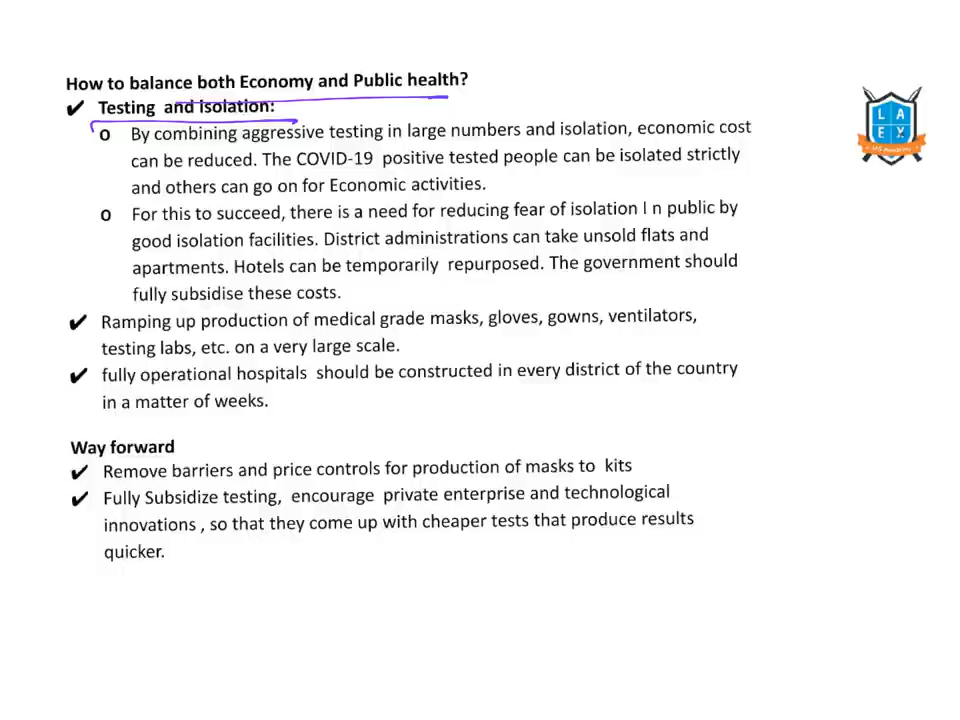 How to balance both Economy and Public health?
✔ Testing and Isolation:
o By combining aggressive testing in large numbers and isolation, economic cost
can be reduced. The COVID-19 positive tested people can be isolated strictly
and others can go on for Economic activities.
o For this to succeed, there is a need for reducing fear of isolation I n public by
good isolation facilities. District administrations can take unsold flats and
apartments. Hotels can be temporarily repurposed. The government should
fully subsidise these costs.
✔ Ramping up production of medical grade masks, gloves, gowns, ventilators,
testing labs, etc. on a very large scale.
✔ fully operational hospitals should be constructed in every district of the country
in a matter of weeks.
Way forward
✔ Remove barriers and price controls for production of masks to kits
✔ Fully Subsidize testing, encourage private enterprise and technological
innovations , so that they come up with cheaper tests that produce results
quicker.
L A
E X